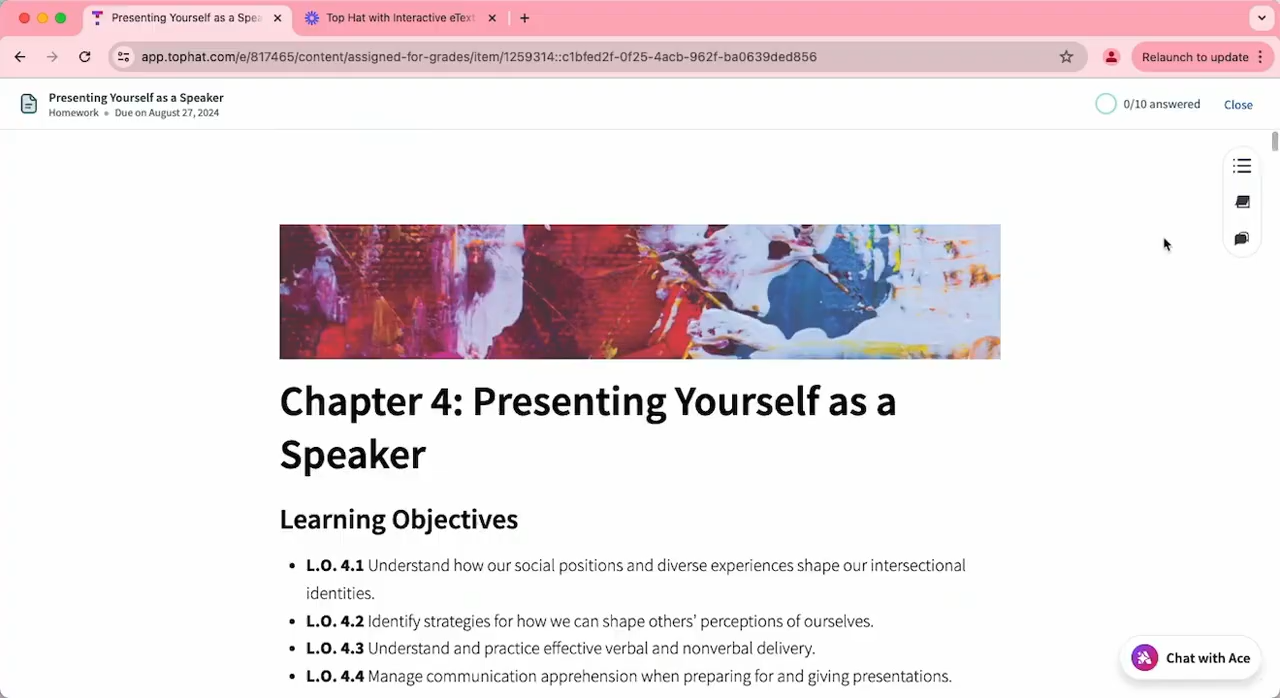 Presenting Yourself as a Spea
Top Hat with Interactive eText
app.tophat.com/e/817465/content/assigned-for-grades/item/1259314::c1bfed2f-0f25-4acb-962f-ba0639ded856
Relaunch to update
Presenting Yourself as a Speaker
Homework • Due on August 27, 2024
0/10 answered
Close
Chapter 4: Presenting Yourself as a
Speaker
Learning Objectives
• L.O. 4.1 Understand how our social positions and diverse experiences shape our intersectional
identities.
• L.O. 4.2 Identify strategies for how we can shape others’ perceptions of ourselves.
• L.O. 4.3 Understand and practice effective verbal and nonverbal delivery.
• L.O. 4.4 Manage communication apprehension when preparing for and giving presentations.
Chat with Ace